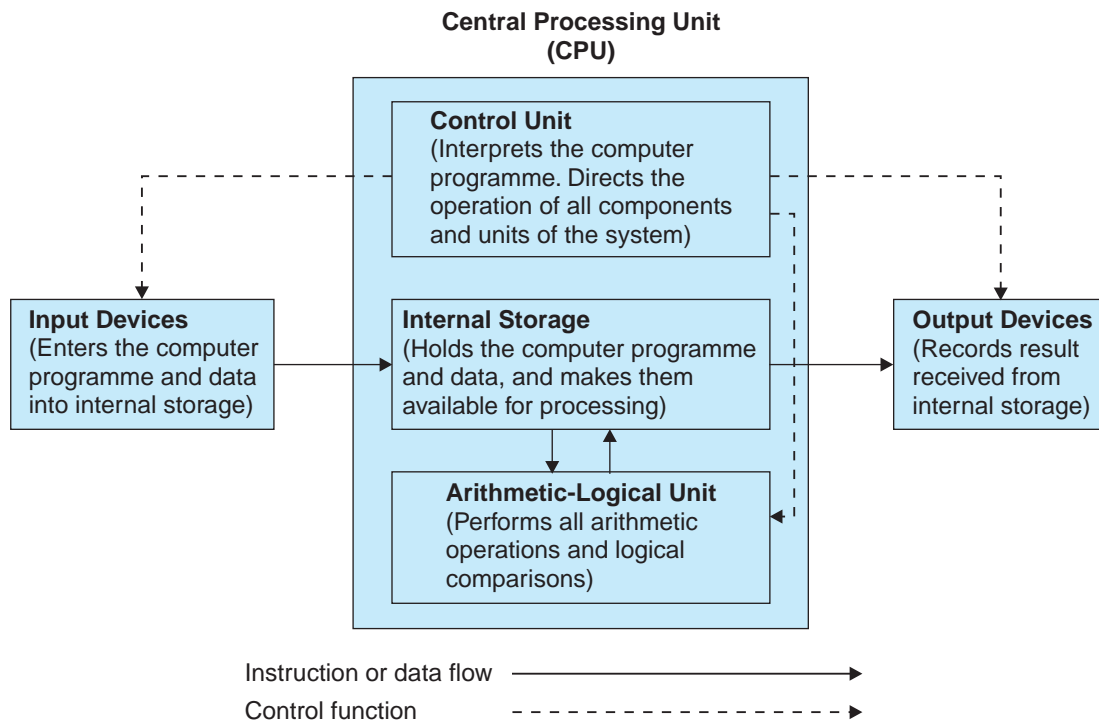 Central Processing Unit
(CPU)
Control Unit
(Interprets the computer
programme. Directs the
operation of all components
and units of the system)
Input Devices
(Enters the computer
programme and data
into internal storage)
Internal Storage
(Holds the computer programme
and data, and makes them
available for processing)
Output Devices
(Records result
received from
internal storage)
Arithmetic-Logical Unit
(Performs all arithmetic
operations and logical
comparisons)
Instruction or data flow
Control function